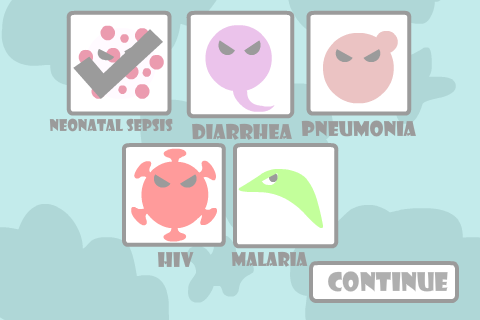 NEONATAL SEPSIS
DIARRHEA
PNEUMONIA
HIV
MALARIA
CONTINUE